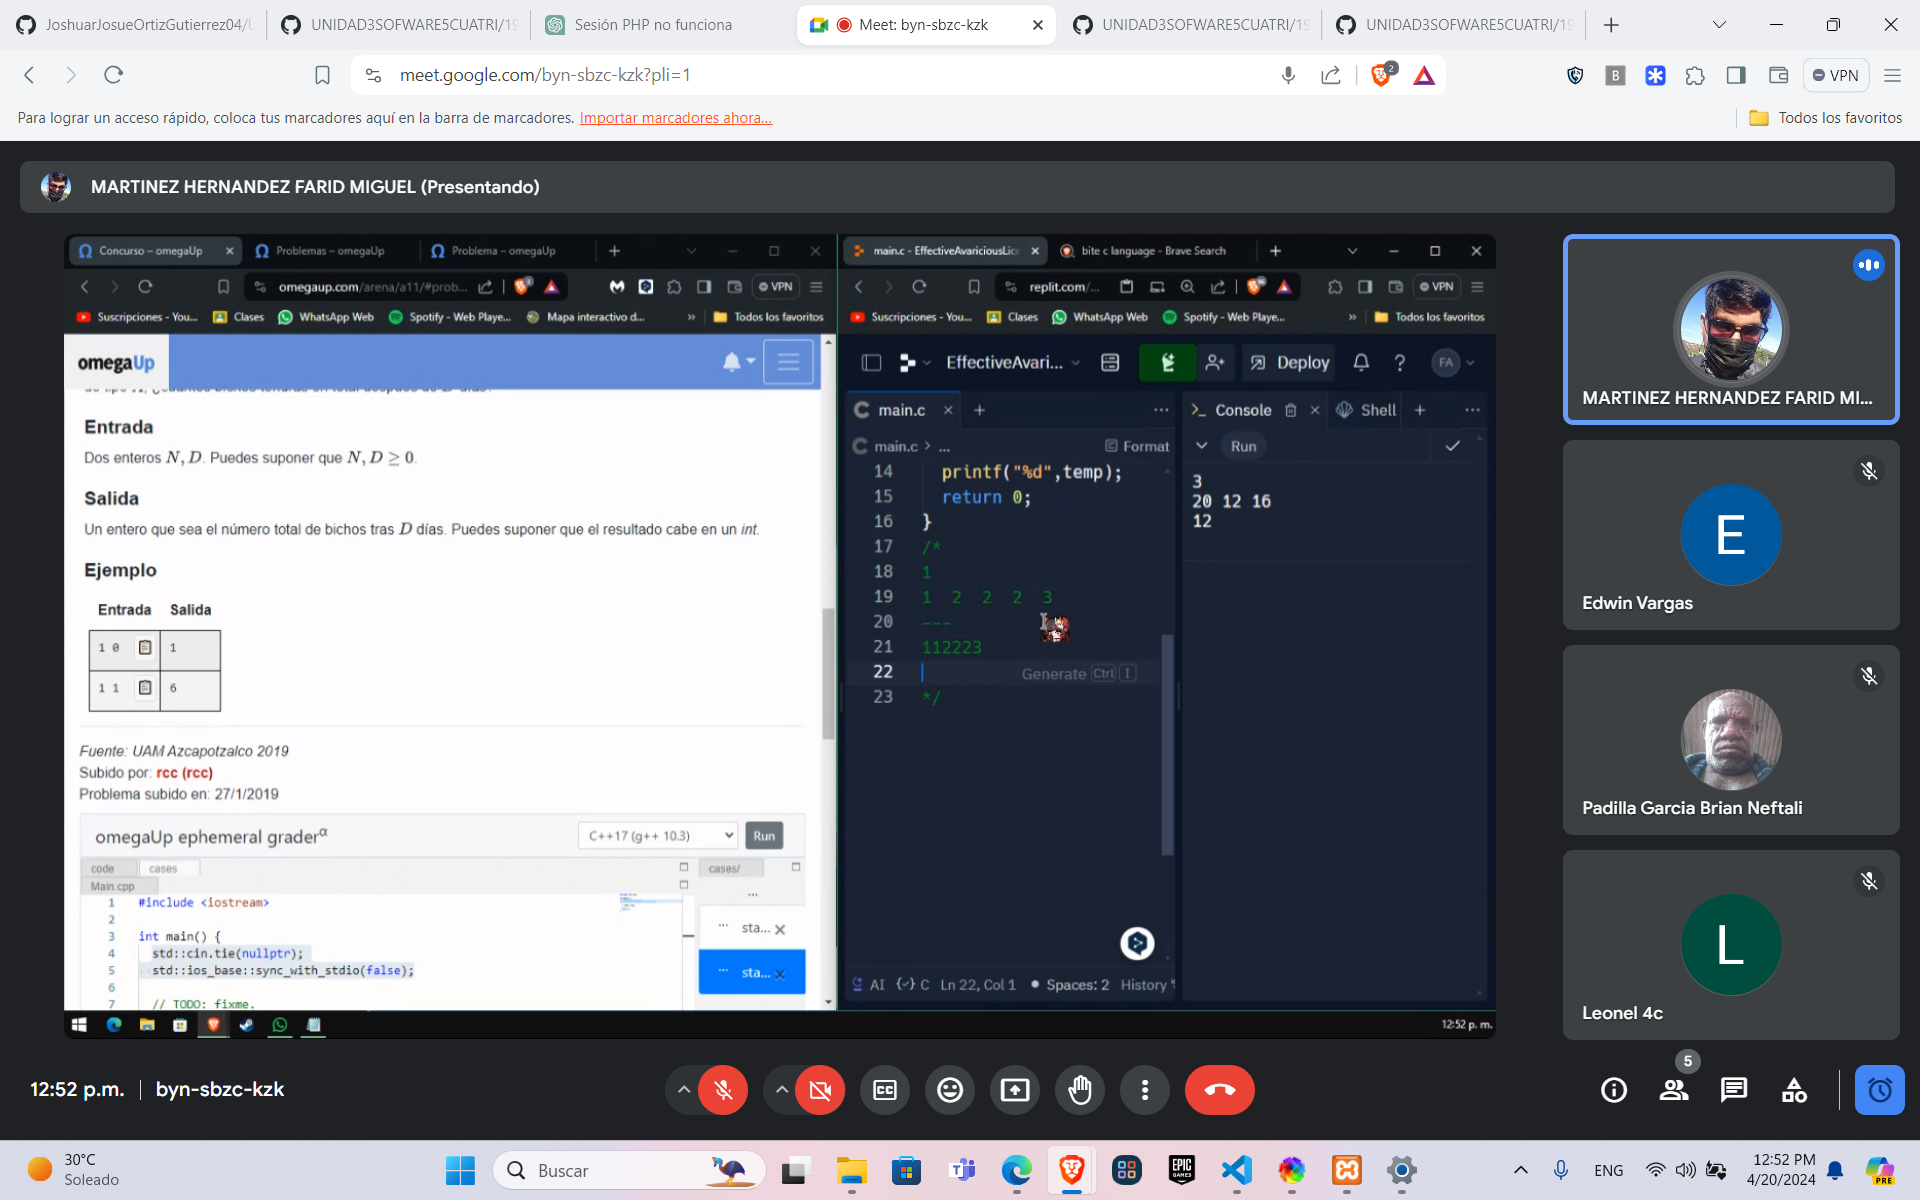 JoshuarJosueOrtizGutierrez04/U
UNIDAD3SOFWARE5CUATRI/19
Sesión PHP no funciona
Meet: byn-sbzc-kzk
UNIDAD3SOFWARE5CUATRI/19
UNIDAD3SOFWARE5CUATRI/19
meet.google.com/byn-sbzc-kzk?pli=1
2
B
VPN
Para lograr un acceso rápido, coloca tus marcadores aquí en la barra de marcadores. Importar marcadores ahora...
Todos los favoritos
MARTINEZ HERNANDEZ FARID MIGUEL (Presentando)
Concurso – omegaUp
Problemas – omegaUp
Problema – omegaUp
omegaup.com/arena/a11/#prob...
VPN
Suscripciones - You...
Clases
WhatsApp Web
Spotify - Web Playe...
Mapa interactivo d...
»
Todos los favoritos
omegaUp
Entrada
Dos enteros N, D. Puedes suponer que N, D ≥ 0.
Salida
Un entero que sea el número total de bichos tras D días. Puedes suponer que el resultado cabe en un int.
Ejemplo
Entrada Salida
1 0 1
1 1 6
Fuente: UAM Azcapotzalco 2019
Subido por: rcc (rcc)
Problema subido en: 27/1/2019
omegaUp ephemeral graderα
C++17 (g++ 10.3)
Run
code
cases
cases/
Main.cpp
1 #include <iostream>
2
3 int main() {
4 std::cin.tie(nullptr);
5 std::ios_base::sync_with_stdio(false);
6
7 // TODO: fixme.
... sta...
... sta...
main.c - EffectiveAvariciousLice
bite c language - Brave Search
replit.com/...
VPN
Suscripciones - You...
Clases
WhatsApp Web
Spotify - Web Playe...
»
Todos los favoritos
EffectiveAvari...
Deploy
?
FA
main.c
main.c > ...
Format
14 printf("%d",temp);
15 return 0;
16 }
17 /*
18 1
19 1 2 2 2 3
20 ---
21 112223
22 Generate Ctrl I
23 */
AI
C
Ln 22, Col 1
Spaces: 2
History
Console
Shell
Run
3
20 12 16
12
12:52 p. m.
MARTINEZ HERNANDEZ FARID MI...
E
Edwin Vargas
Padilla Garcia Brian Neftali
L
Leonel 4c
12:52 p.m.
byn-sbzc-kzk
CC
5
30°C
Soleado
Buscar
EPIC
GAMES
ENG
12:52 PM
4/20/2024
PRE